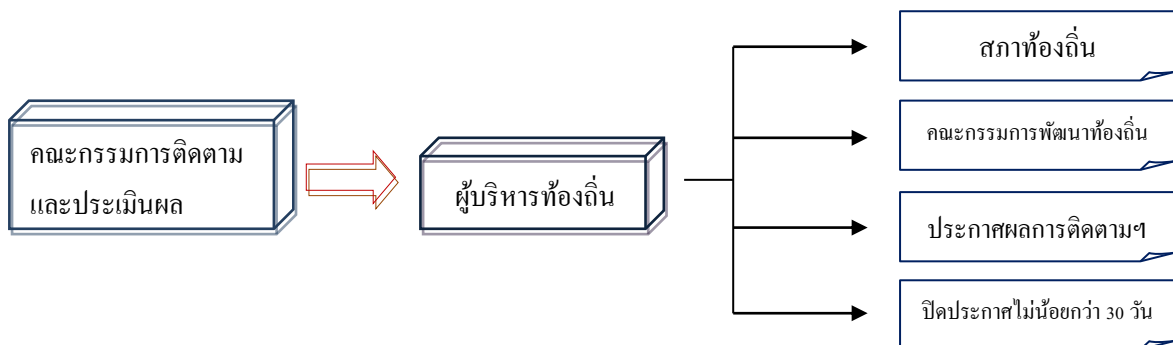 คณะกรรมการติดตาม
และประเมินผล
ผู้บริหารท้องถิ่น
สภาท้องถิ่น
คณะกรรมการพัฒนาท้องถิ่น
ประกาศผลการติดตามฯ
ปิดประกาศไม่น้อยกว่า 30 วัน